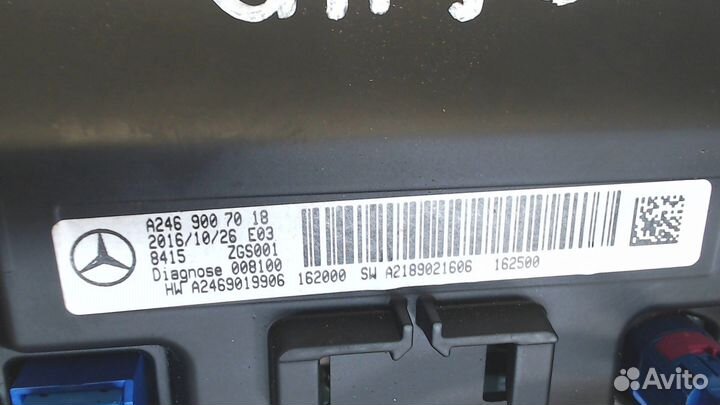 A246 900 70 18
2016/10/26 E03
8415 ZGS001
Diagnose 008100
HW A2469019906 162000 SW A2189021606 162500
Avito